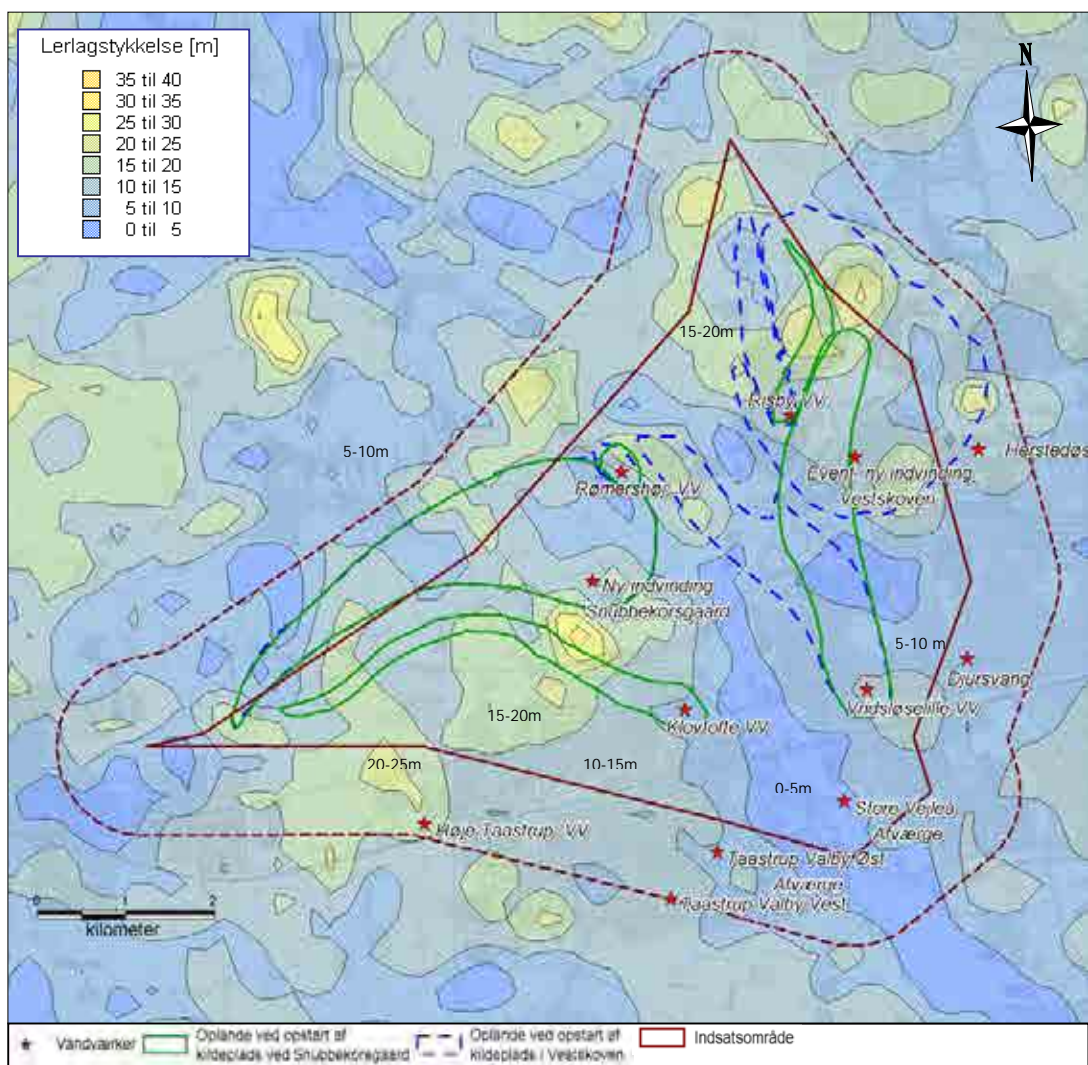 Lerlagstykkelse [m]
35 til 40
30 til 35
25 til 30
20 til 25
15 til 20
10 til 15
5 til 10
0 til 5
N
15-20m
Risby VV
5-10m
Herstedøs
Event. ny indvinding,
Vestskoven
Rømershøj, VV
Ny indvinding
Snubbekorsgaard
5-10 m
Djursvang
Vridsløselille VV
15-20m
Kløvtofte VV
20-25m
10-15m
0-5m
Store Vejleå,
Afværge
Høje Taastrup, VV
Taastrup Valby Øst
Afværge
Taastrup Valby Vest
0 1 2
kilometer
Vandværker
Oplande ved opstart af
kildeplads ved Snubbekorsgaard
Oplande ved opstart af
kildeplads i Vestskoven
Indsatsområde